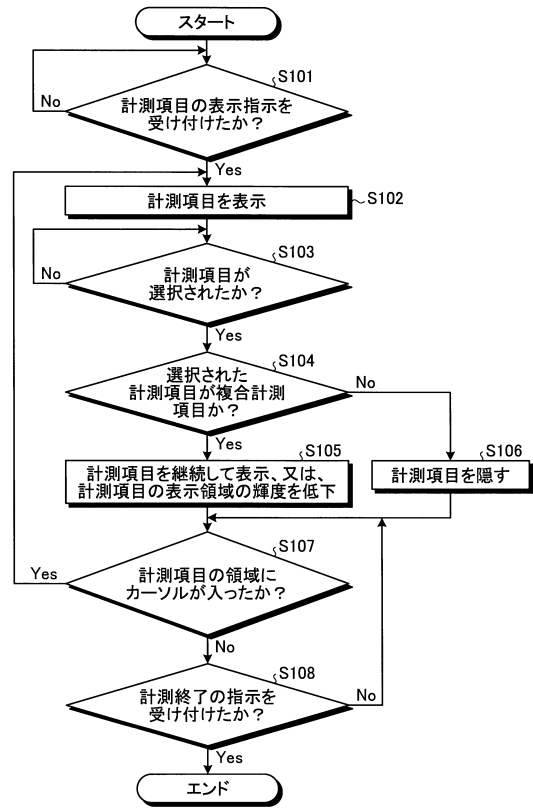 スタート
S101
計測項目の表示指示を
受け付けたか？
No
Yes
計測項目を表示
S102
S103
計測項目が
選択されたか？
No
Yes
S104
選択された
計測項目が複合計測
項目か？
No
Yes
S105
計測項目を継続して表示、又は、
計測項目の表示領域の輝度を低下
S106
計測項目を隠す
S107
計測項目の領域に
カーソルが入ったか？
Yes
No
S108
計測終了の指示を
受け付けたか？
No
Yes
エンド